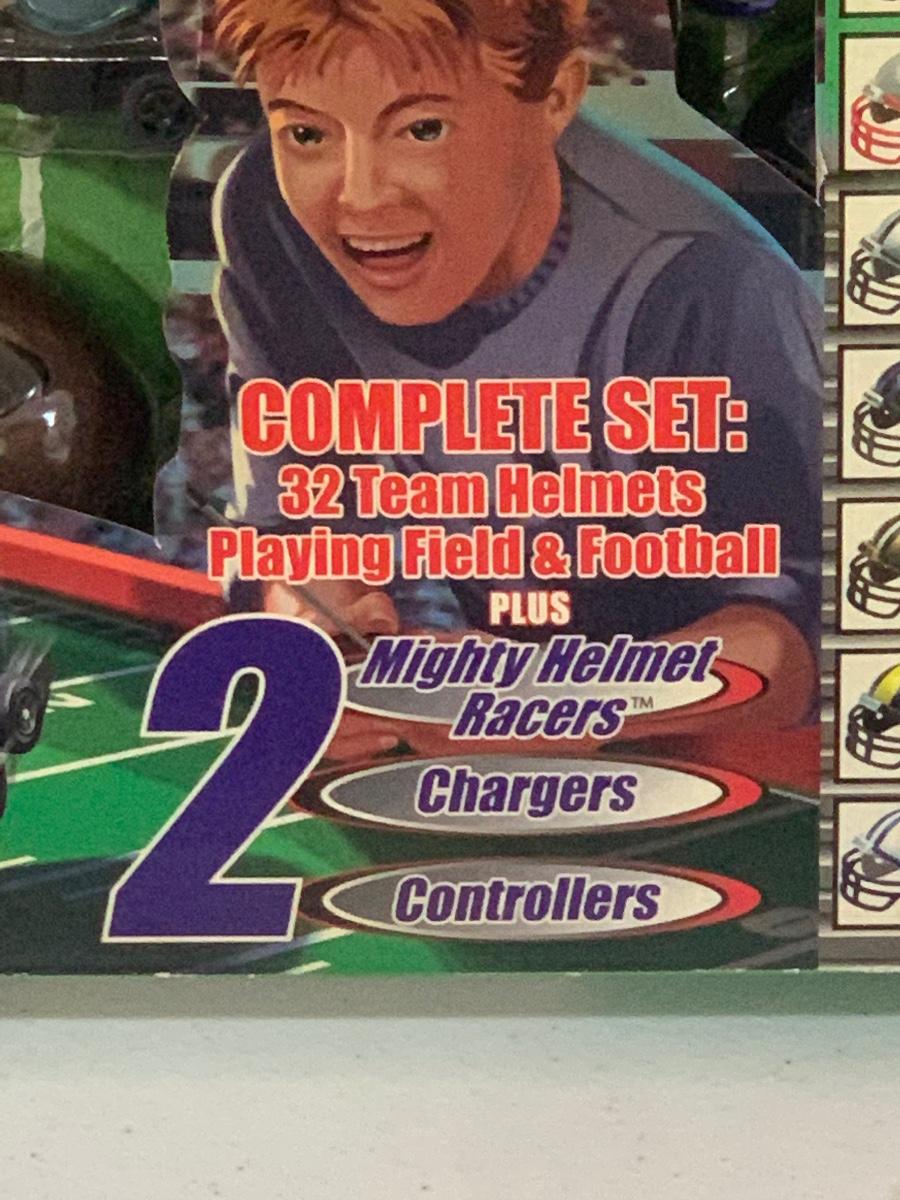 COMPLETE SET:
32 Team Helmets
Playing Field & Football
PLUS
2
Mighty Helmet
Racers™
Chargers
Controllers